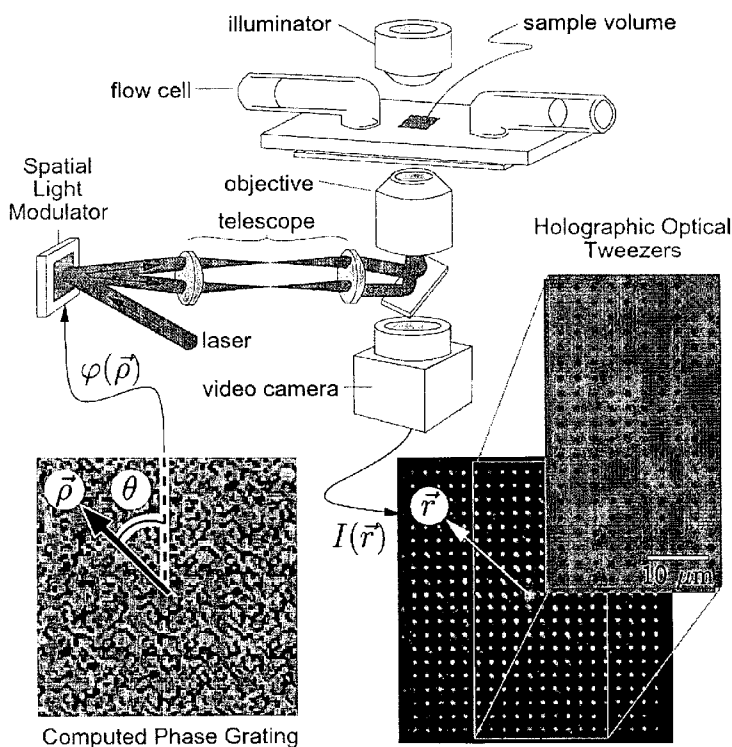 illuminator
sample volume
flow cell
Spatial
Light
Modulator
objective
telescope
Holographic Optical
Tweezers
laser
φ(ρ⃗)
video camera
ρ⃗
θ
I(r⃗)
r⃗
10 μm
Computed Phase Grating